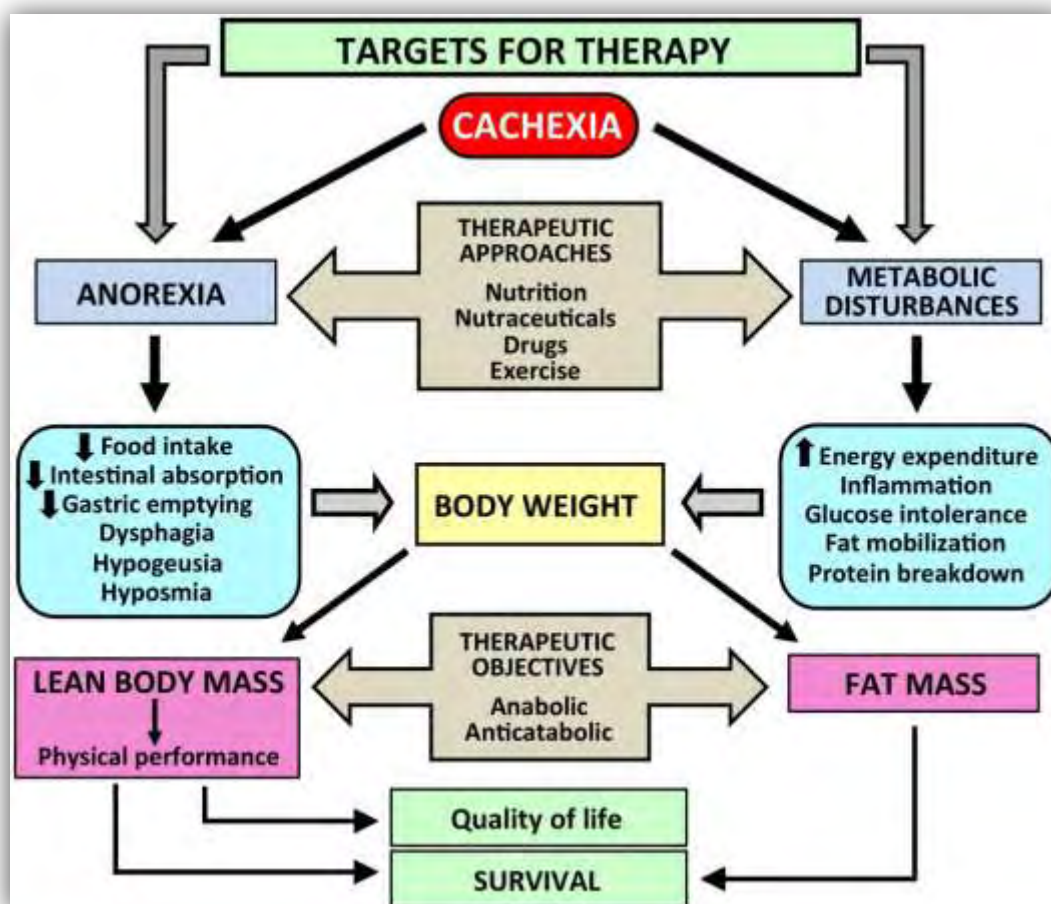 TARGETS FOR THERAPY
CACHEXIA
THERAPEUTIC
APPROACHES
Nutrition
Nutraceuticals
Drugs
Exercise
ANOREXIA
METABOLIC
DISTURBANCES
⬇ Food intake
⬇ Intestinal absorption
⬇ Gastric emptying
Dysphagia
Hypogeusia
Hyposmia
BODY WEIGHT
⬆ Energy expenditure
Inflammation
Glucose intolerance
Fat mobilization
Protein breakdown
THERAPEUTIC
OBJECTIVES
Anabolic
Anticatabolic
LEAN BODY MASS
Physical performance
FAT MASS
Quality of life
SURVIVAL